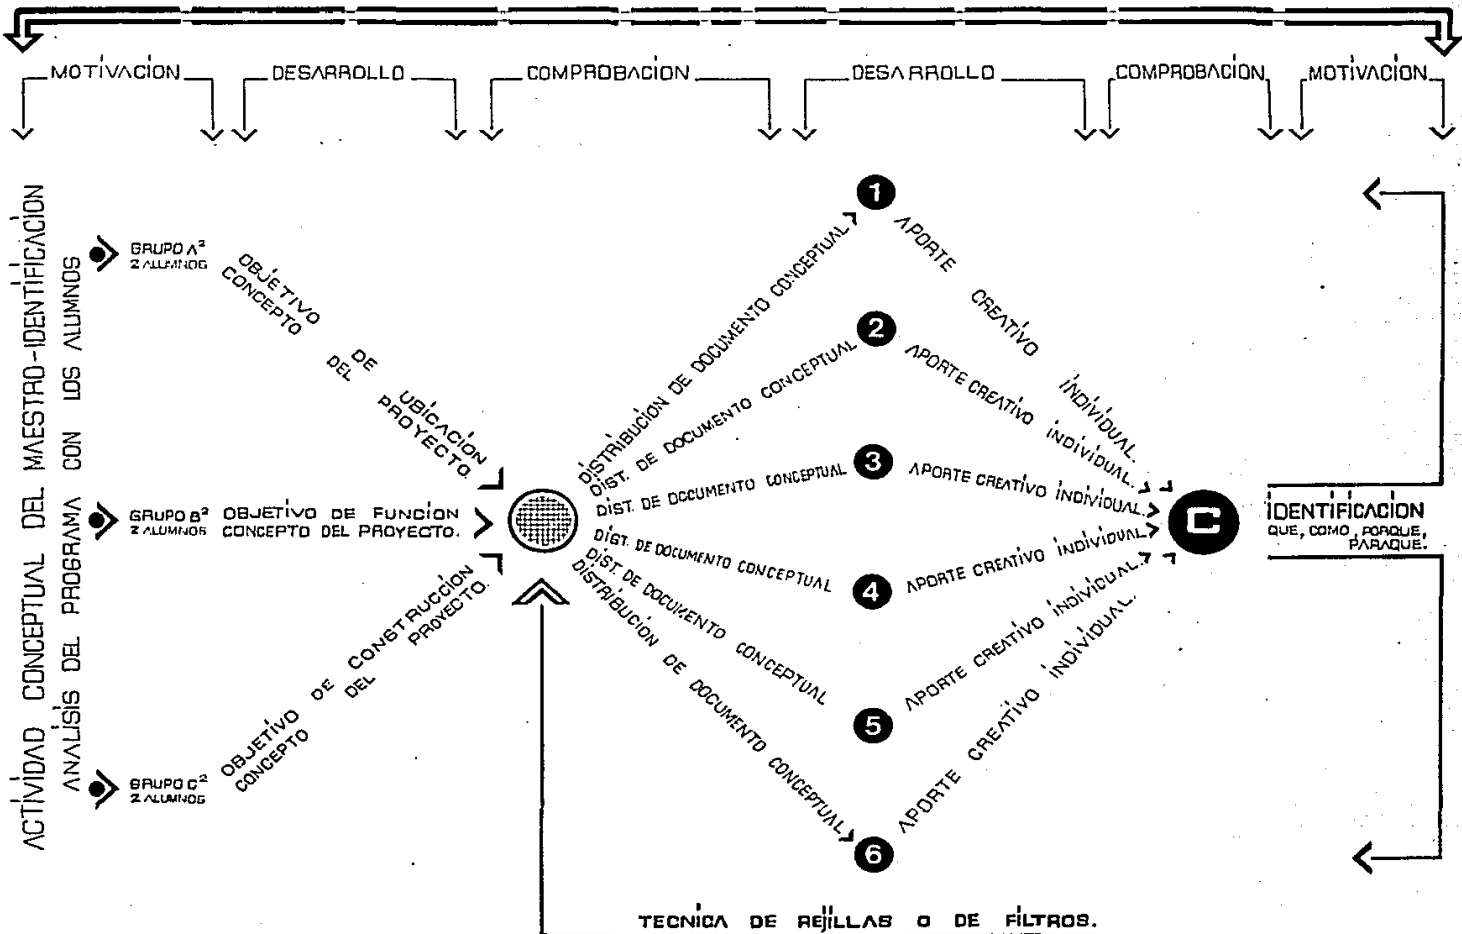 MOTIVACION
DESARROLLO
COMPROBACION
DESARROLLO
COMPROBACION
MOTIVACION
ACTIVIDAD CONCEPTUAL DEL MAESTRO-IDENTIFICACION
ANALISIS DEL PROGRAMA CON LOS ALUMNOS
GRUPO A²
2 ALUMNOS
OBJETIVO DE UBICACION
CONCEPTO DEL PROYECTO.
GRUPO B²
2 ALUMNOS
OBJETIVO DE FUNCION
CONCEPTO DEL PROYECTO.
GRUPO C²
2 ALUMNOS
OBJETIVO DE CONSTRUCCION
CONCEPTO DEL PROYECTO.
DISTRIBUCION DE DOCUMENTO CONCEPTUAL
1
APORTE CREATIVO INDIVIDUAL.
DIST. DE DOCUMENTO CONCEPTUAL
2
APORTE CREATIVO INDIVIDUAL.
DIST. DE DOCUMENTO CONCEPTUAL
3
APORTE CREATIVO INDIVIDUAL.
DIST. DE DOCUMENTO CONCEPTUAL
4
APORTE CREATIVO INDIVIDUAL.
DIST. DE DOCUMENTO CONCEPTUAL
5
APORTE CREATIVO INDIVIDUAL.
DISTRIBUCION DE DOCUMENTO CONCEPTUAL
6
APORTE CREATIVO INDIVIDUAL.
C
IDENTIFICACION
QUE, COMO, PORQUE,
PARAQUE.
TECNICA DE REJILLAS O DE FILTROS.